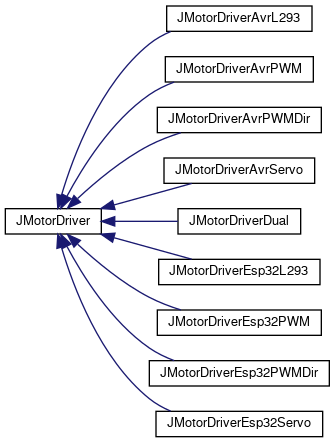 JMotorDriverAvrL293
JMotorDriverAvrPWM
JMotorDriverAvrPWMDir
JMotorDriverAvrServo
JMotorDriver
JMotorDriverDual
JMotorDriverEsp32L293
JMotorDriverEsp32PWM
JMotorDriverEsp32PWMDir
JMotorDriverEsp32Servo